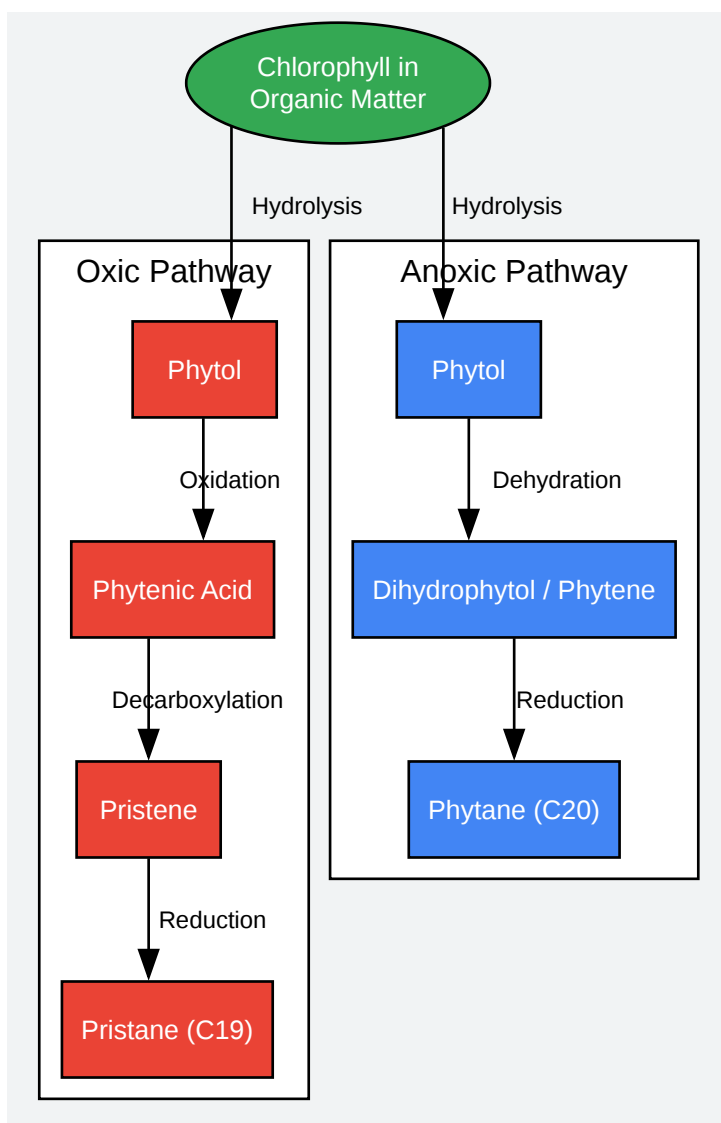 Chlorophyll in
Organic Matter
Hydrolysis
Hydrolysis
Oxic Pathway
Phytol
Oxidation
Phytenic Acid
Decarboxylation
Pristene
Reduction
Pristane (C19)
Anoxic Pathway
Phytol
Dehydration
Dihydrophytol / Phytene
Reduction
Phytane (C20)